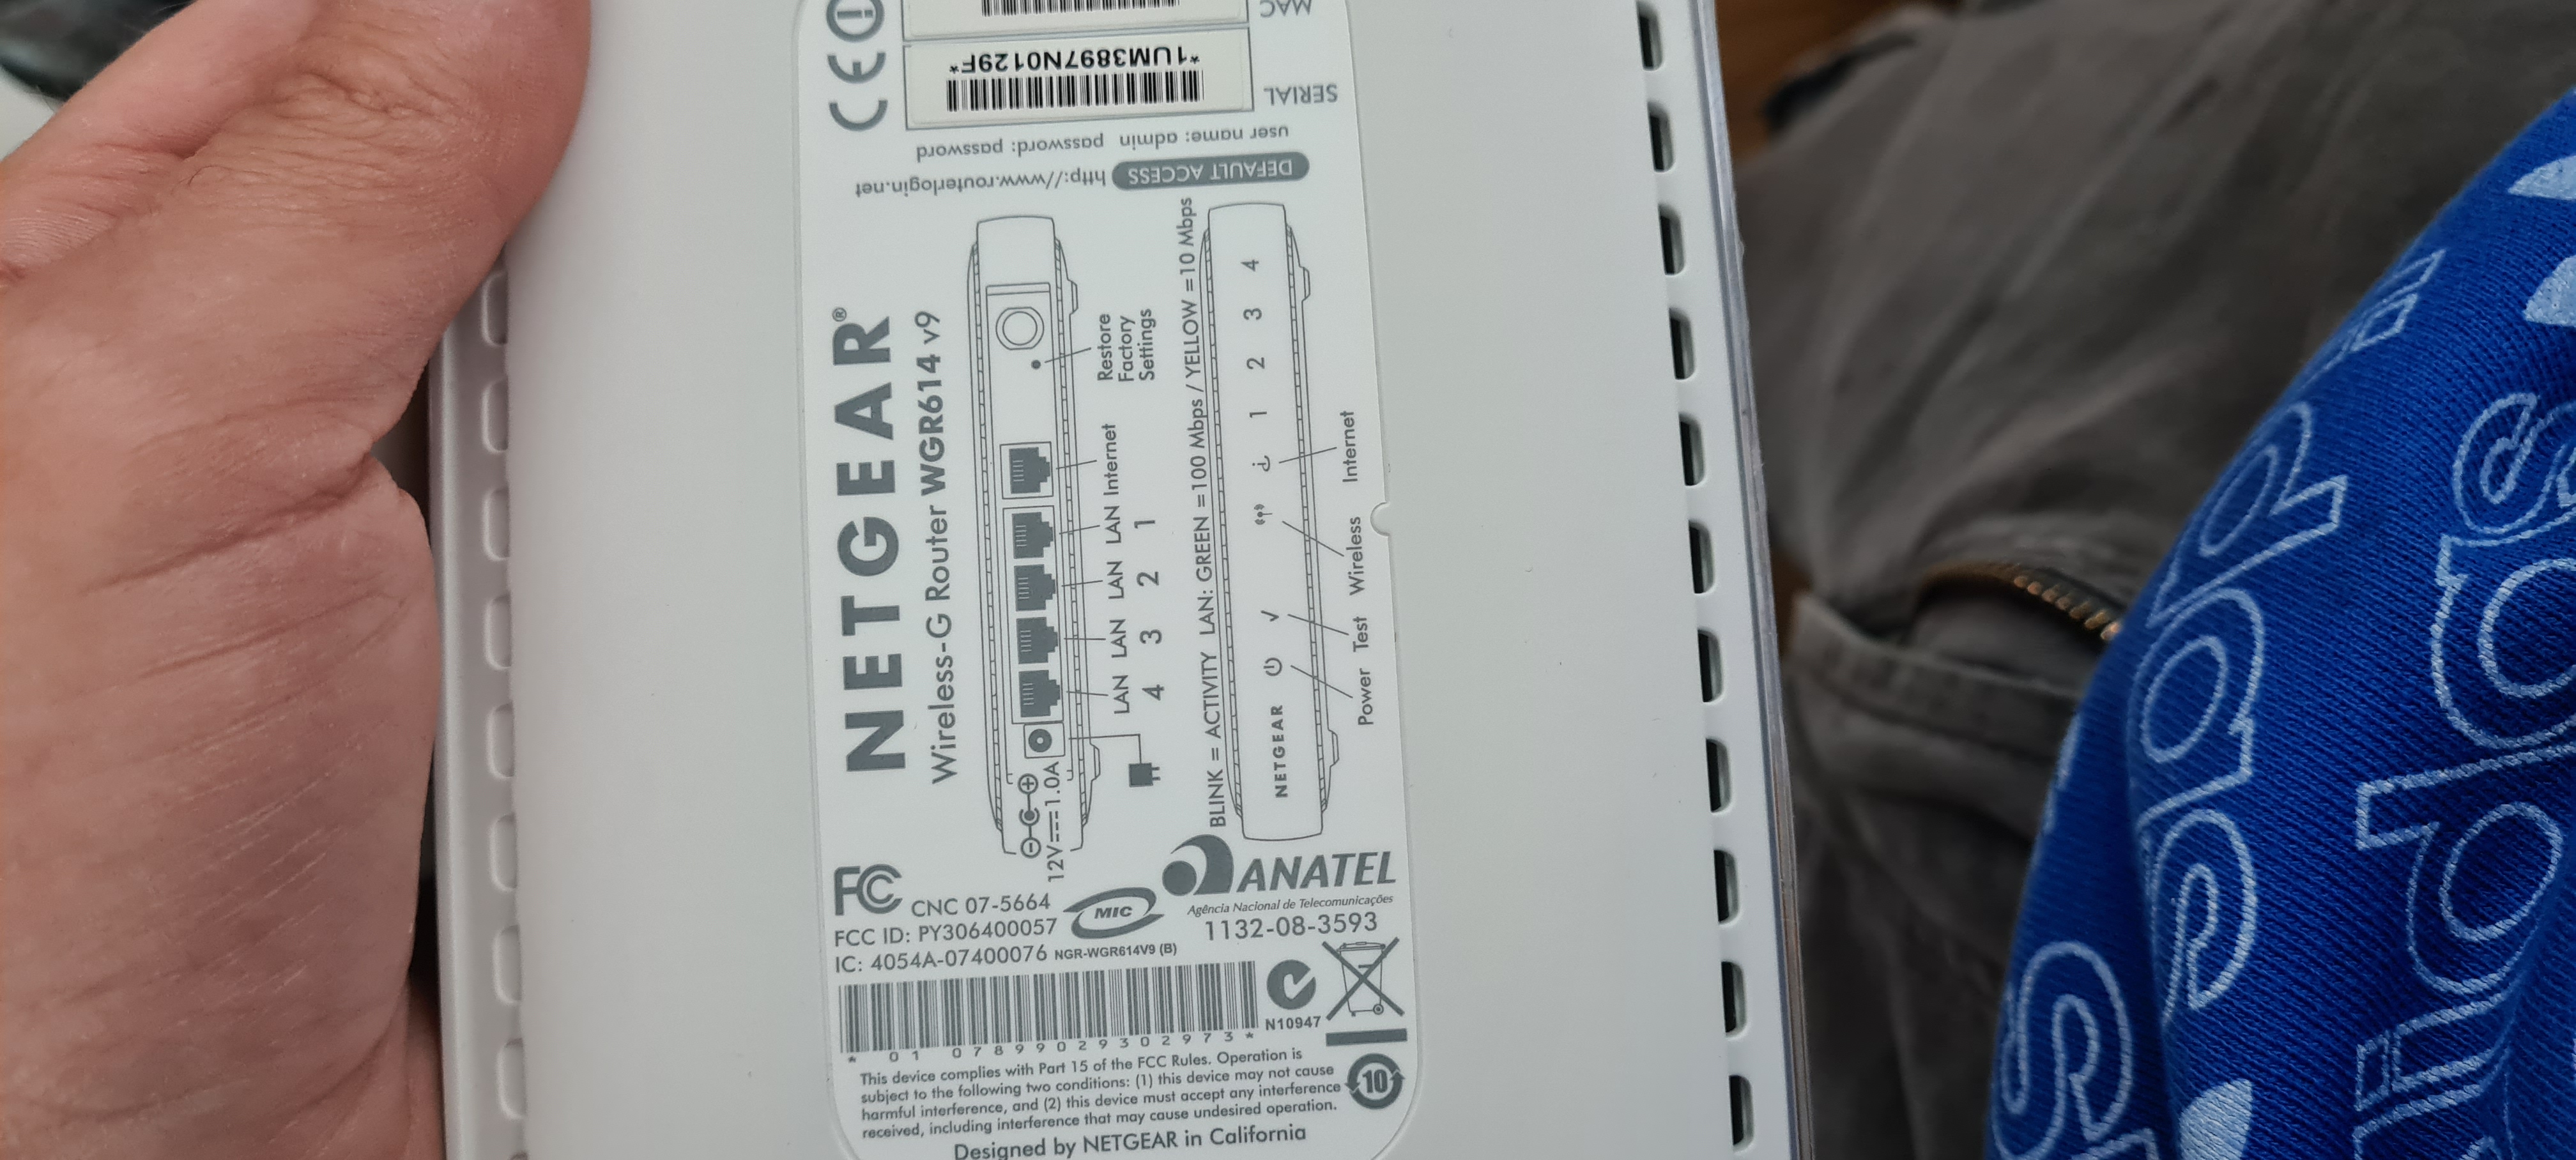 NETGEAR®
Wireless-G Router WGR614 v9
12V⎓1.0A
LAN 4
LAN 3
LAN 2
LAN 1
Internet
Restore Factory Settings
BLINK = ACTIVITY LAN: GREEN = 100 Mbps / YELLOW = 10 Mbps
NETGEAR
1 2 3 4
Power
Test
Wireless
Internet
DEFAULT ACCESS http://www.routerlogin.net
user name: admin password: password
SERIAL
*1UM3897N0129F*
MAC
CE
FC
CNC 07-5664
FCC ID: PY306400057
IC: 4054A-07400076
MIC
NGR-WGR614V9 (B)
ANATEL
Agência Nacional de Telecomunicações
1132-08-3593
N10947
* 01 07899029302973*
10
This device complies with Part 15 of the FCC Rules. Operation is
subject to the following two conditions: (1) this device may not cause
harmful interference, and (2) this device must accept any interference
received, including interference that may cause undesired operation.
Designed by NETGEAR in California